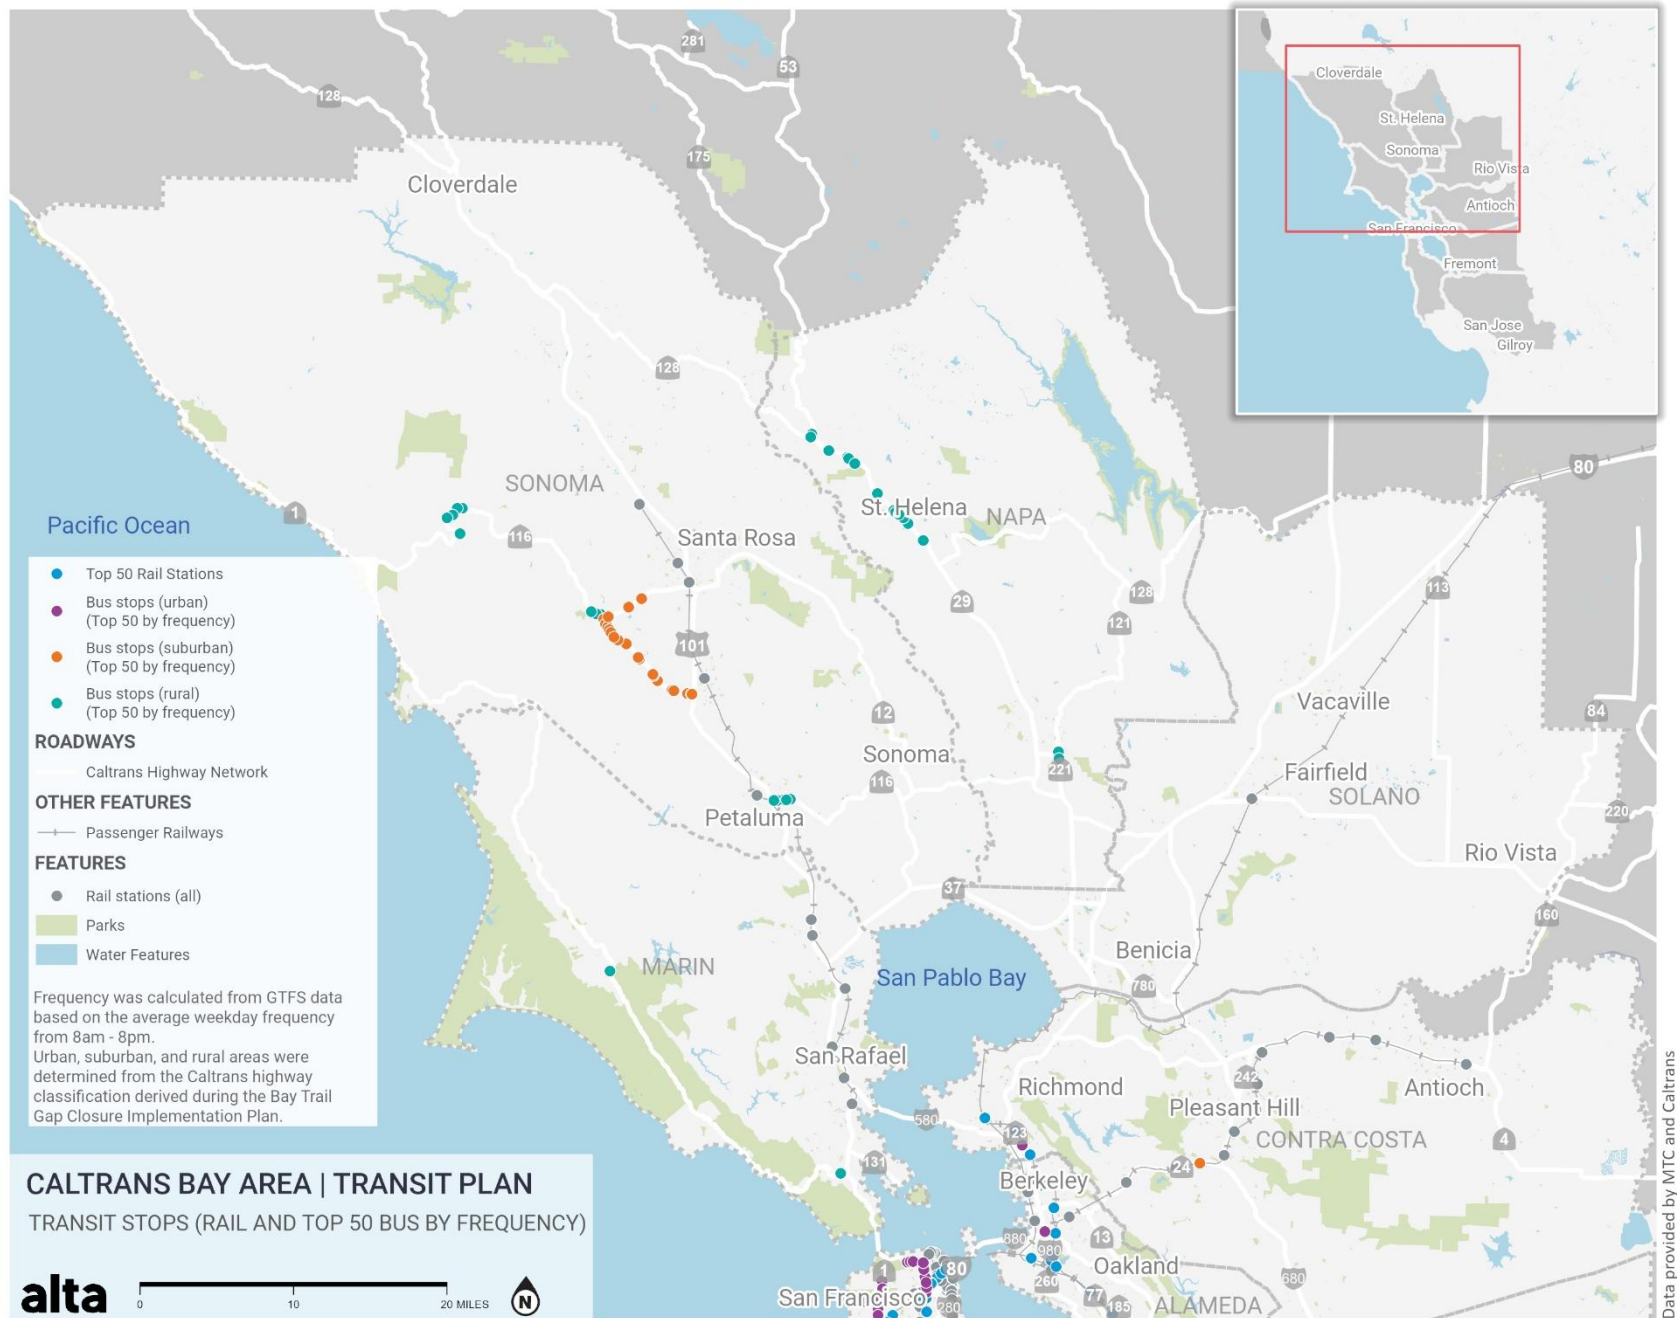 281
53
128
175
Cloverdale
128
SONOMA
1
Pacific Ocean
116
Santa Rosa
St. Helena
NAPA
29
128
121
101
12
Sonoma
116
221
Petaluma
37
MARIN
San Pablo Bay
San Rafael
580
131
1
80
280
San Francisco
80
113
Vacaville
84
Fairfield
SOLANO
220
Rio Vista
160
Benicia
780
Richmond
242
Antioch
Pleasant Hill
123
CONTRA COSTA
4
24
Berkeley
880
980
13
260
Oakland
77
185
680
ALAMEDA
Cloverdale
St. Helena
Sonoma
Rio Vista
Antioch
San Francisco
Fremont
San Jose
Gilroy
Top 50 Rail Stations
Bus stops (urban)
(Top 50 by frequency)
Bus stops (suburban)
(Top 50 by frequency)
Bus stops (rural)
(Top 50 by frequency)
ROADWAYS
Caltrans Highway Network
OTHER FEATURES
Passenger Railways
FEATURES
Rail stations (all)
Parks
Water Features
Frequency was calculated from GTFS data
based on the average weekday frequency
from 8am - 8pm.
Urban, suburban, and rural areas were
determined from the Caltrans highway
classification derived during the Bay Trail
Gap Closure Implementation Plan.
CALTRANS BAY AREA | TRANSIT PLAN
TRANSIT STOPS (RAIL AND TOP 50 BUS BY FREQUENCY)
alta
0 10 20 MILES
N
Data provided by MTC and Caltrans